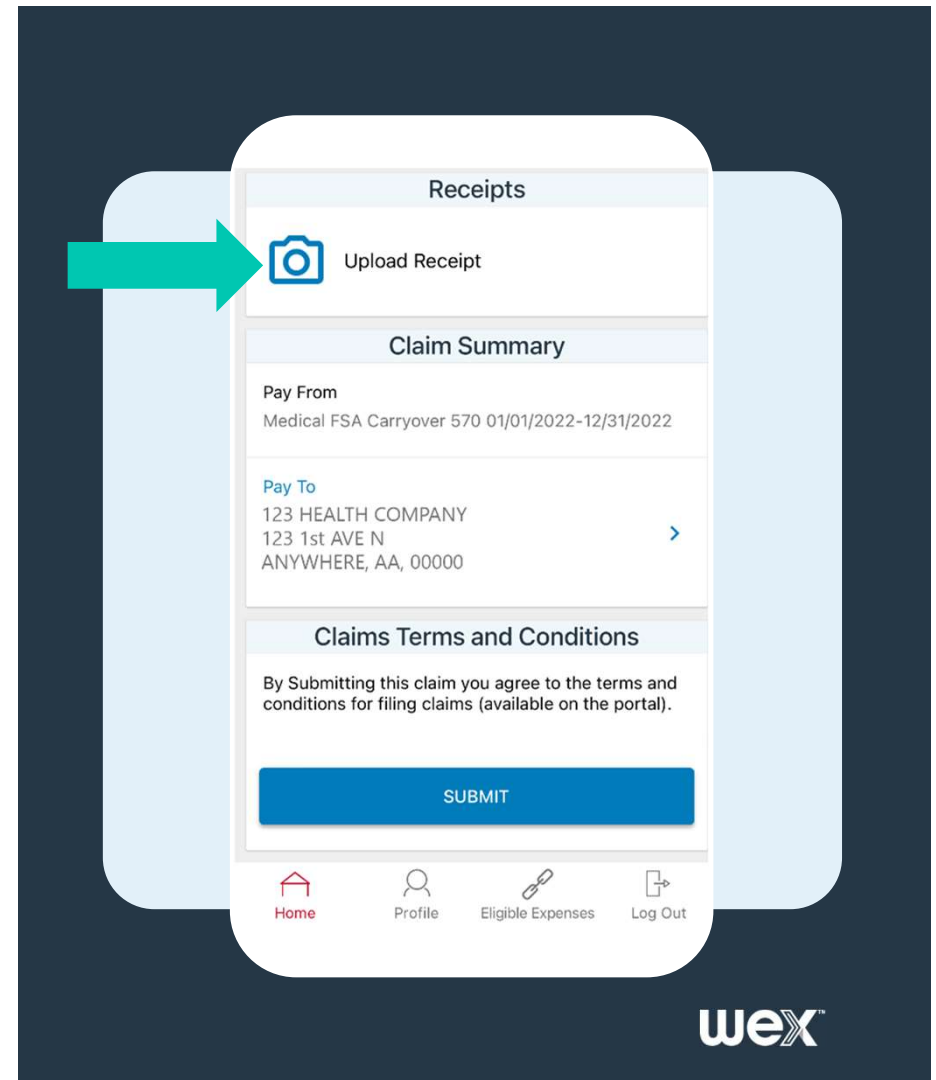 Receipts
Upload Receipt
Claim Summary
Pay From
Medical FSA Carryover 570 01/01/2022-12/31/2022
Pay To
123 HEALTH COMPANY
123 1st AVE N
ANYWHERE, AA, 00000
Claims Terms and Conditions
By Submitting this claim you agree to the terms and
conditions for filing claims (available on the portal).
SUBMIT
Home Profile Eligible Expenses Log Out
wex™